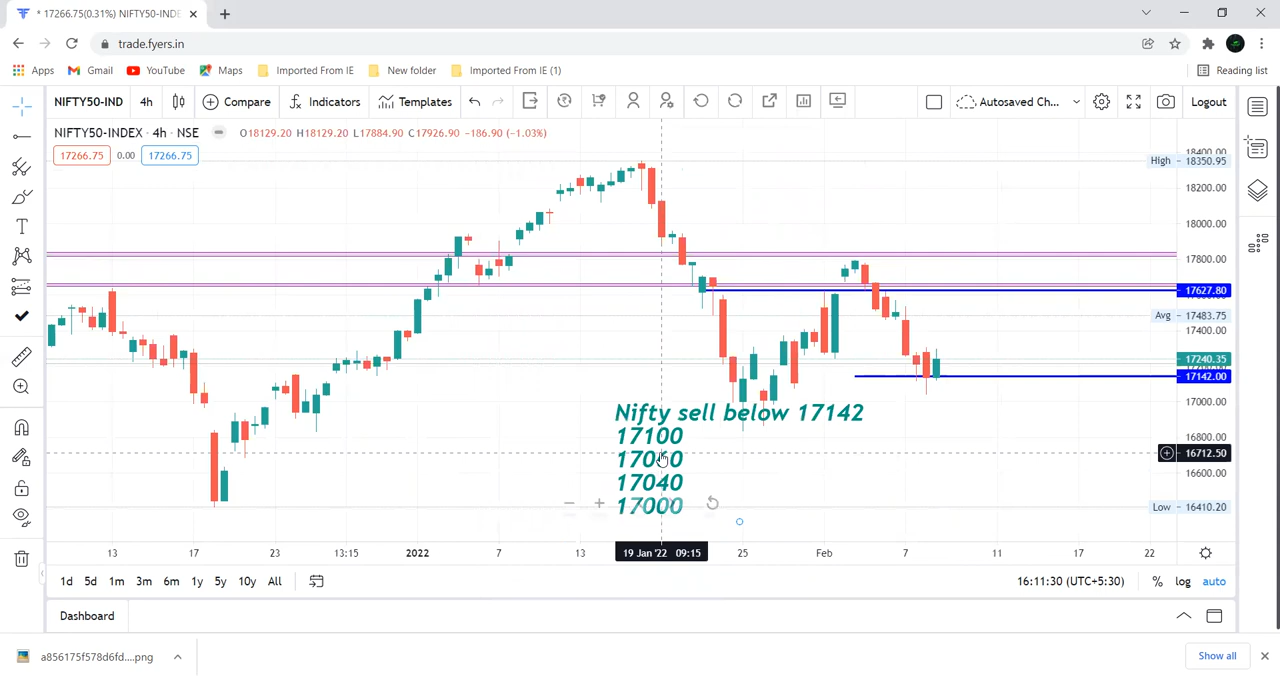 * 17266.75(0.31%) NIFTY50-INDE
trade.fyers.in
Apps Gmail YouTube Maps Imported From IE New folder Imported From IE (1) Reading list
NIFTY50-IND 4h Compare Indicators Templates Autosaved Ch... Logout
NIFTY50-INDEX · 4h · NSE O18129.20 H18129.20 L17884.90 C17926.90 −186.90 (−1.03%)
17266.75 0.00 17266.75
18400.00
High 18350.95
18200.00
18000.00
17800.00
17627.80
Avg 17483.75
17400.00
17240.35
17142.00
17000.00
16800.00
16712.50
16600.00
Low 16410.20
Nifty sell below 17142
17100
17040
17000
13 17 23 13:15 2022 7 13 19 Jan '22 09:15 25 Feb 7 11 17 22
1d 5d 1m 3m 6m 1y 5y 10y All 16:11:30 (UTC+5:30) % log auto
Dashboard
a856175f578d6fd....png Show all